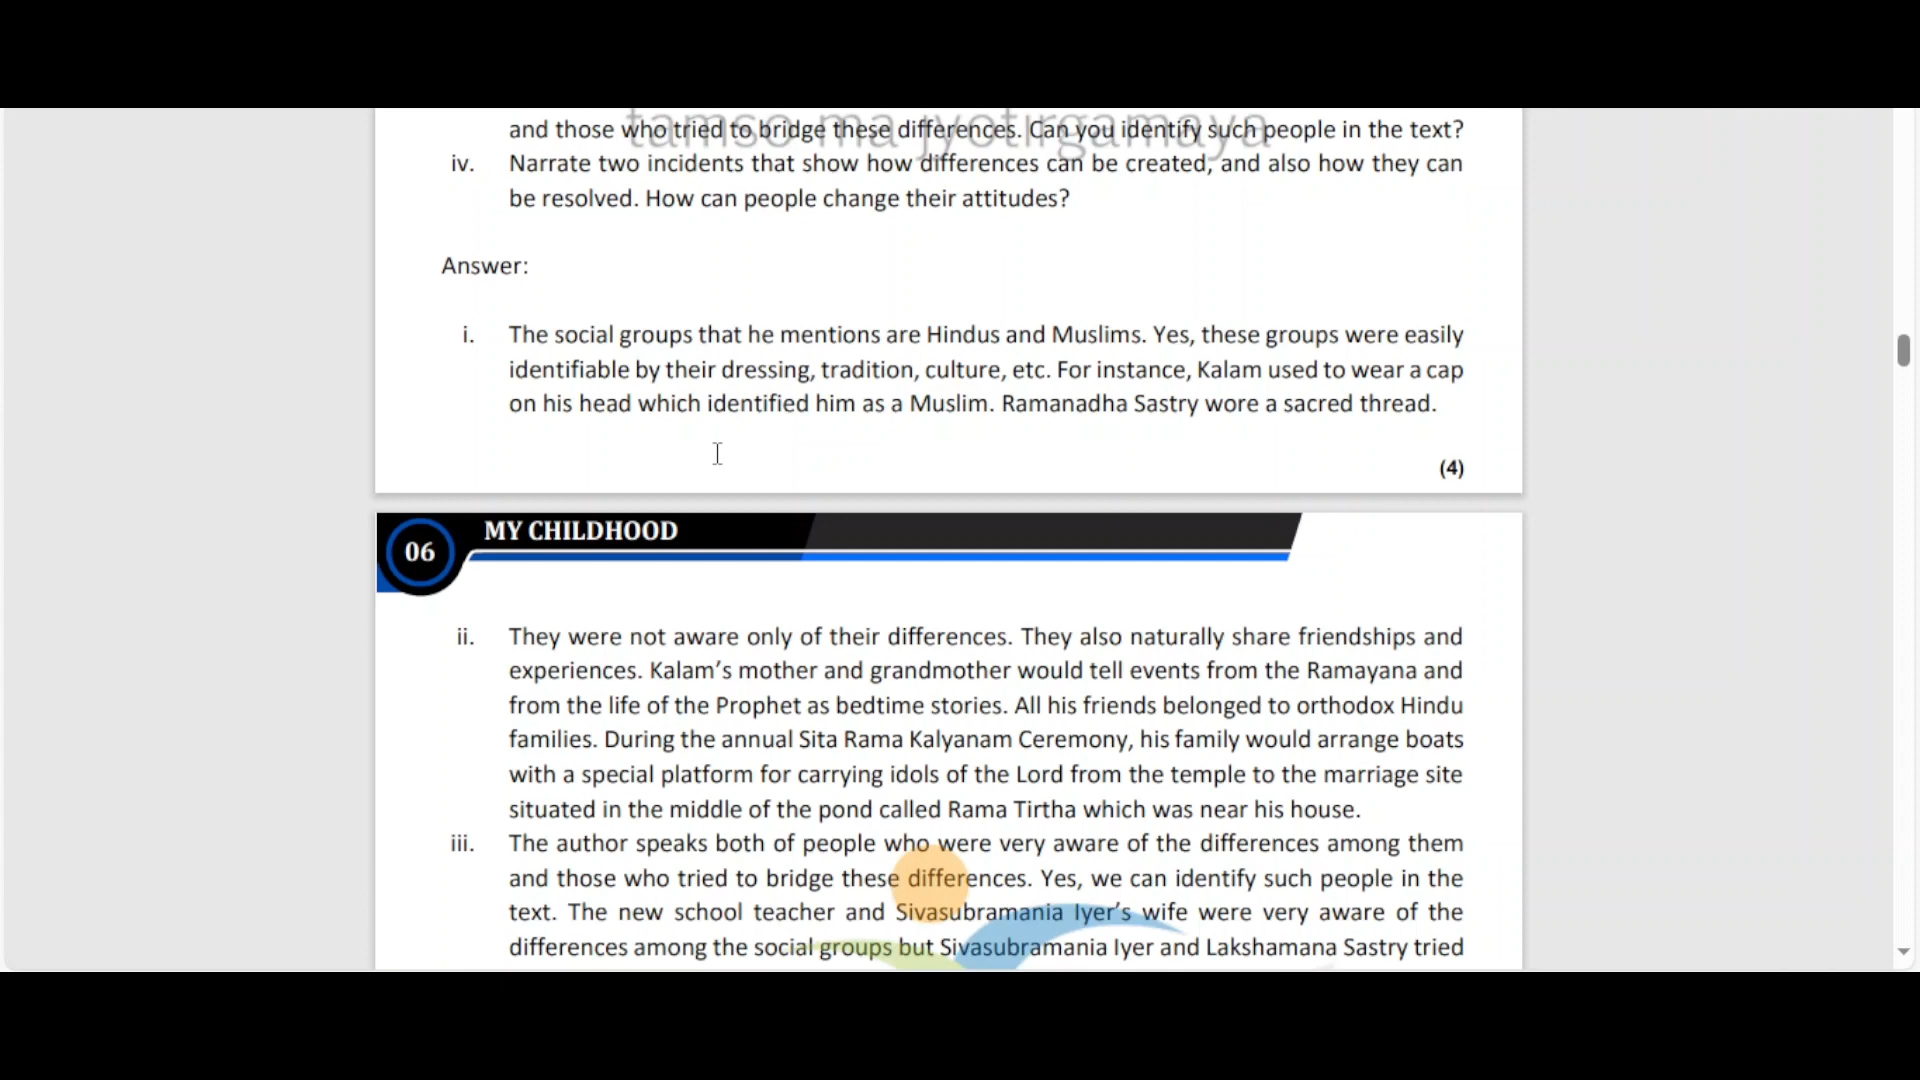 tamso ma jyotirgamaya
and those who tried to bridge these differences. Can you identify such people in the text?
iv. Narrate two incidents that show how differences can be created, and also how they can
be resolved. How can people change their attitudes?
Answer:
i. The social groups that he mentions are Hindus and Muslims. Yes, these groups were easily
identifiable by their dressing, tradition, culture, etc. For instance, Kalam used to wear a cap
on his head which identified him as a Muslim. Ramanadha Sastry wore a sacred thread.
(4)
MY CHILDHOOD
06
ii. They were not aware only of their differences. They also naturally share friendships and
experiences. Kalam’s mother and grandmother would tell events from the Ramayana and
from the life of the Prophet as bedtime stories. All his friends belonged to orthodox Hindu
families. During the annual Sita Rama Kalyanam Ceremony, his family would arrange boats
with a special platform for carrying idols of the Lord from the temple to the marriage site
situated in the middle of the pond called Rama Tirtha which was near his house.
iii. The author speaks both of people who were very aware of the differences among them
and those who tried to bridge these differences. Yes, we can identify such people in the
text. The new school teacher and Sivasubramania Iyer’s wife were very aware of the
differences among the social groups but Sivasubramania Iyer and Lakshamana Sastry tried